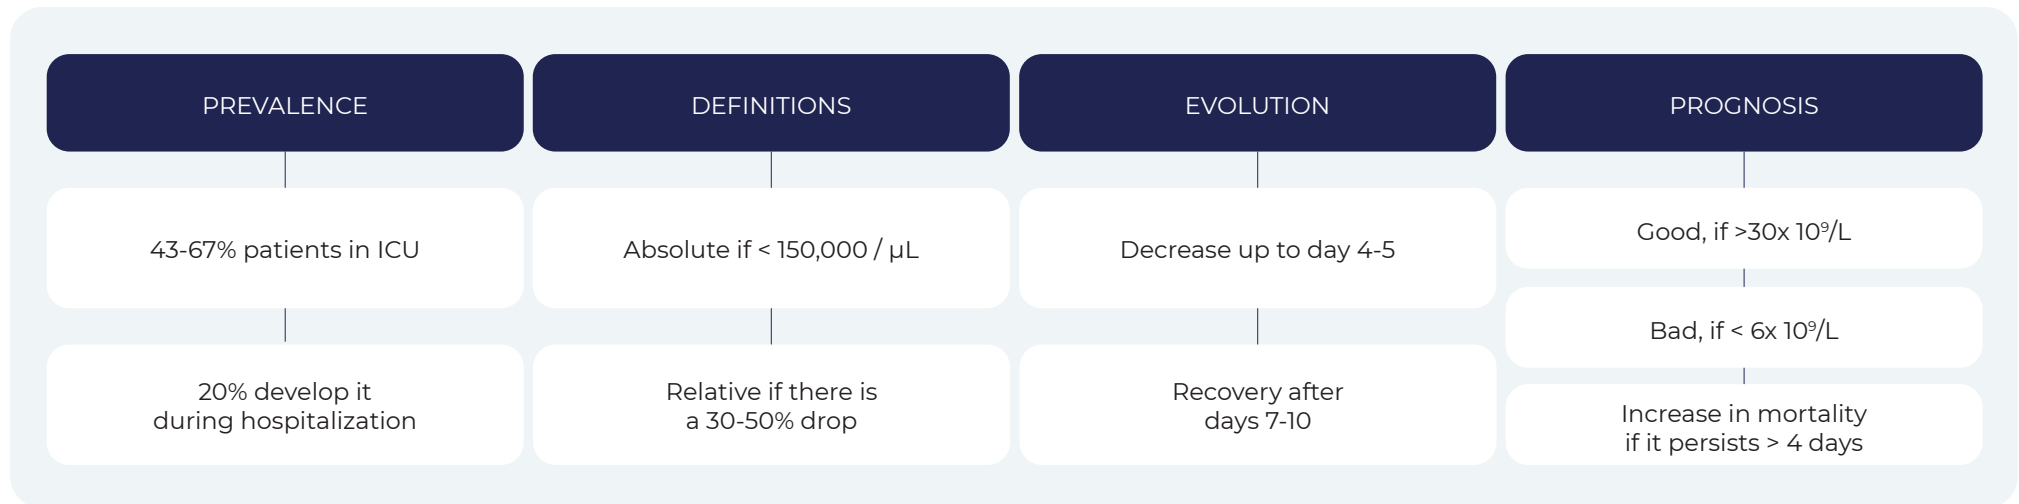 PREVALENCE
43-67% patients in ICU
20% develop it
during hospitalization
DEFINITIONS
Absolute if < 150,000 / µL
Relative if there is
a 30-50% drop
EVOLUTION
Decrease up to day 4-5
Recovery after
days 7-10
PROGNOSIS
Good, if >30x 10⁹/L
Bad, if < 6x 10⁹/L
Increase in mortality
if it persists > 4 days